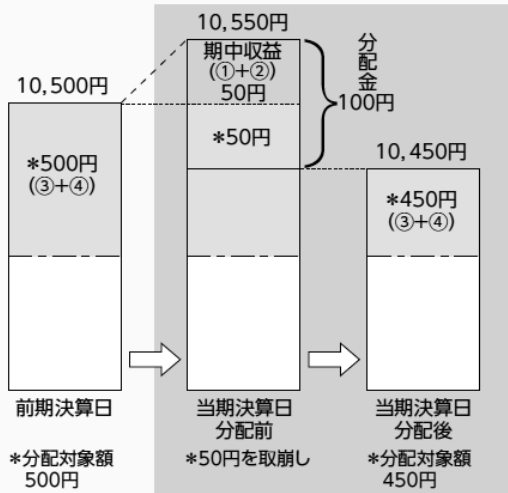 10,550円
期中収益
(①+②)
50円
分配金
100円
10,500円
*50円
10,450円
*500円
(③+④)
*450円
(③+④)
前期決算日
当期決算日
分配前
当期決算日
分配後
*分配対象額
500円
*50円を取崩し
*分配対象額
450円